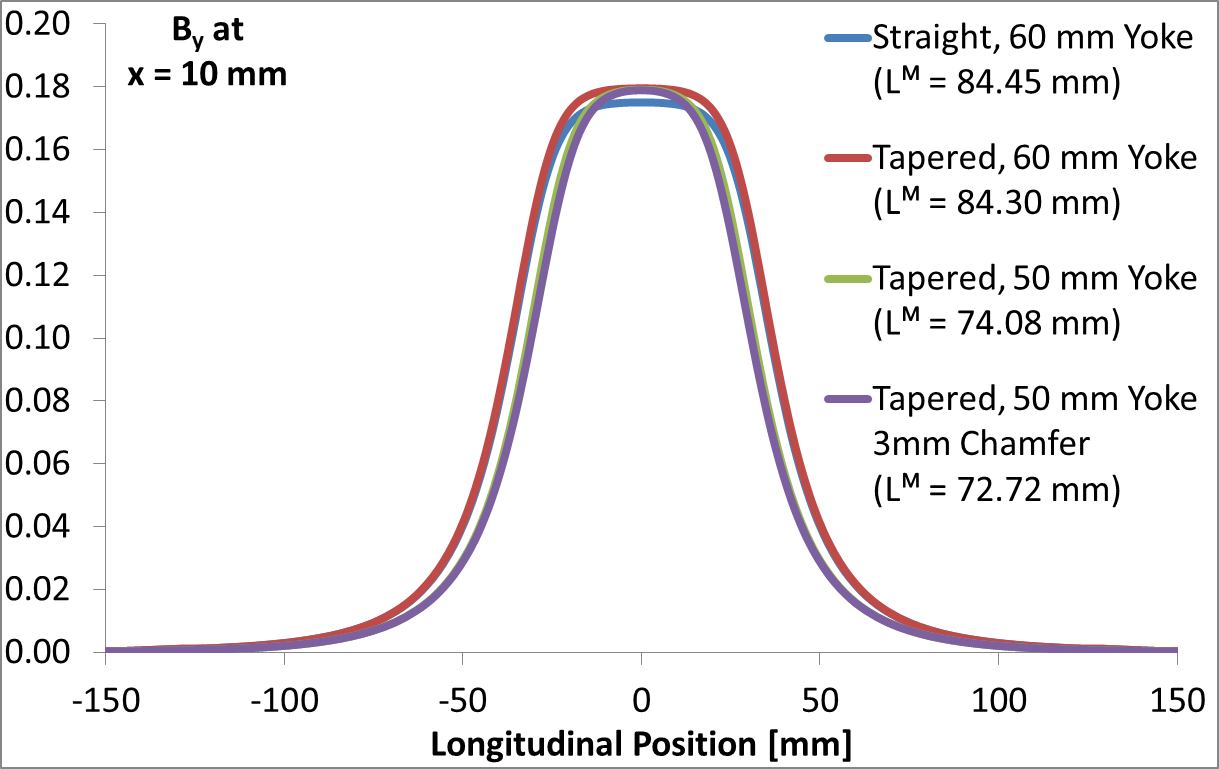 0.20
0.18
0.16
0.14
0.12
0.10
0.08
0.06
0.04
0.02
0.00
By at
x = 10 mm
Straight, 60 mm Yoke
(Lᴹ = 84.45 mm)
Tapered, 60 mm Yoke
(Lᴹ = 84.30 mm)
Tapered, 50 mm Yoke
(Lᴹ = 74.08 mm)
Tapered, 50 mm Yoke
3mm Chamfer
(Lᴹ = 72.72 mm)
-150 -100 -50 0 50 100 150
Longitudinal Position [mm]